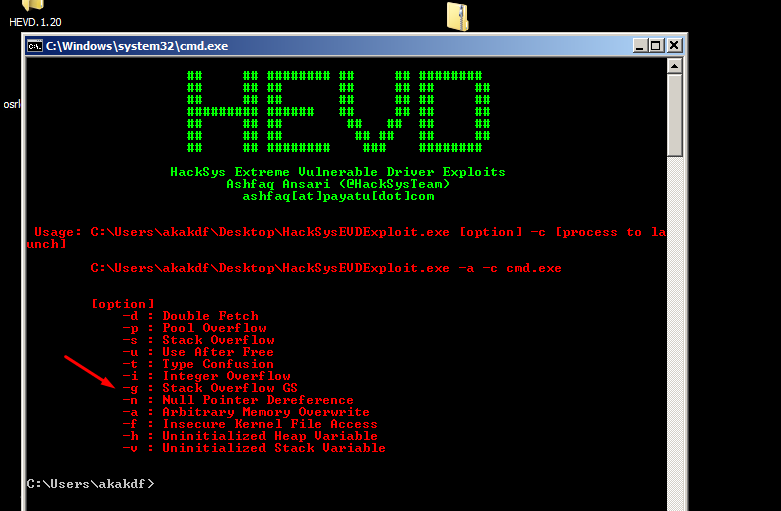 HEVD.1.20
C:\Windows\system32\cmd.exe
HEVD
HackSys Extreme Vulnerable Driver Exploits
Ashfaq Ansari (@HackSysTeam)
ashfaq[at]payatu[dot]com
Usage: C:\Users\akakdf\Desktop\HackSysEVDExploit.exe [option] -c [process to la
unch]
C:\Users\akakdf\Desktop\HackSysEVDExploit.exe -a -c cmd.exe
[option]
-d : Double Fetch
-p : Pool Overflow
-s : Stack Overflow
-u : Use After Free
-t : Type Confusion
-i : Integer Overflow
-g : Stack Overflow GS
-n : Null Pointer Dereference
-a : Arbitrary Memory Overwrite
-f : Insecure Kernel File Access
-h : Uninitialized Heap Variable
-v : Uninitialized Stack Variable
C:\Users\akakdf>